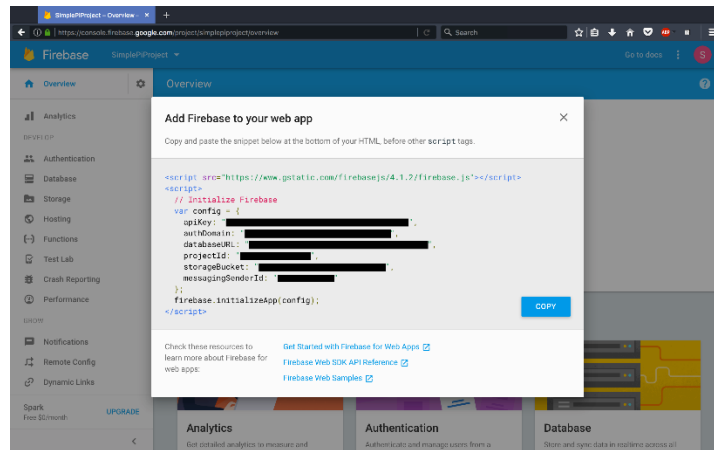 SimplePiProject - Overview -
https://console.firebase.google.com/project/simplepiproject/overview
Search
Firebase
SimplePiProject
Go to docs
S
Overview
Overview
Analytics
DEVELOP
Authentication
Database
Storage
Hosting
Functions
Test Lab
Crash Reporting
Performance
GROW
Notifications
Remote Config
Dynamic Links
Spark
Free $0/month
UPGRADE
Add Firebase to your web app
Copy and paste the snippet below at the bottom of your HTML, before other script tags.
<script src="https://www.gstatic.com/firebasejs/4.1.2/firebase.js"></script>
<script>
// Initialize Firebase
var config = {
apiKey: "",
authDomain: "",
databaseURL: "",
projectId: "",
storageBucket: "",
messagingSenderId: ""
};
firebase.initializeApp(config);
</script>
COPY
Check these resources to
learn more about Firebase for
web apps:
Get Started with Firebase for Web Apps
Firebase Web SDK API Reference
Firebase Web Samples
Analytics
Get detailed analytics to measure and
Authentication
Authenticate and manage users from a
Database
Store and sync data in realtime across all